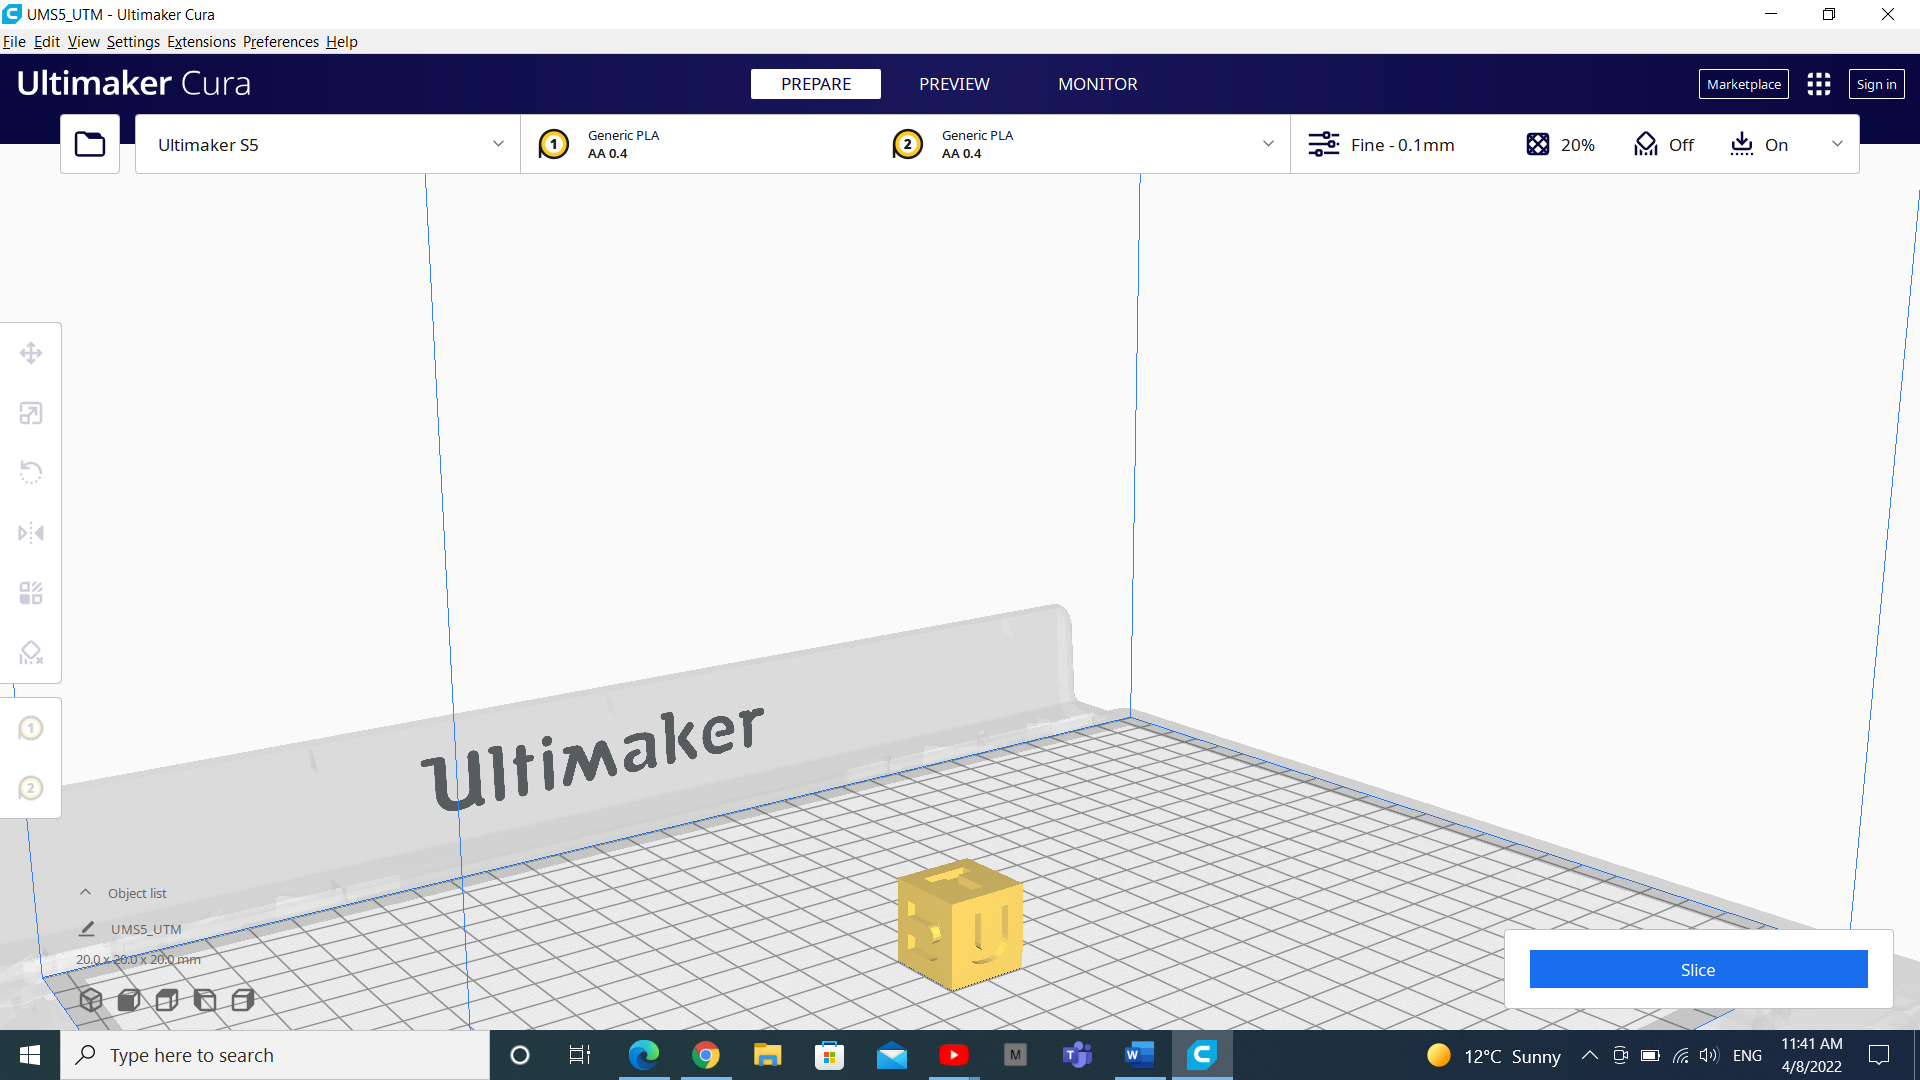 UMS5_UTM - Ultimaker Cura
File Edit View Settings Extensions Preferences Help
Ultimaker Cura
PREPARE
PREVIEW
MONITOR
Marketplace
Sign in
Ultimaker S5
1
Generic PLA
AA 0.4
2
Generic PLA
AA 0.4
Fine - 0.1mm
20%
Off
On
1
2
Ultimaker
Object list
UMS5_UTM
20.0 x 20.0 x 20.0 mm
U
Slice
Type here to search
M
12°C Sunny
ENG
11:41 AM
4/8/2022